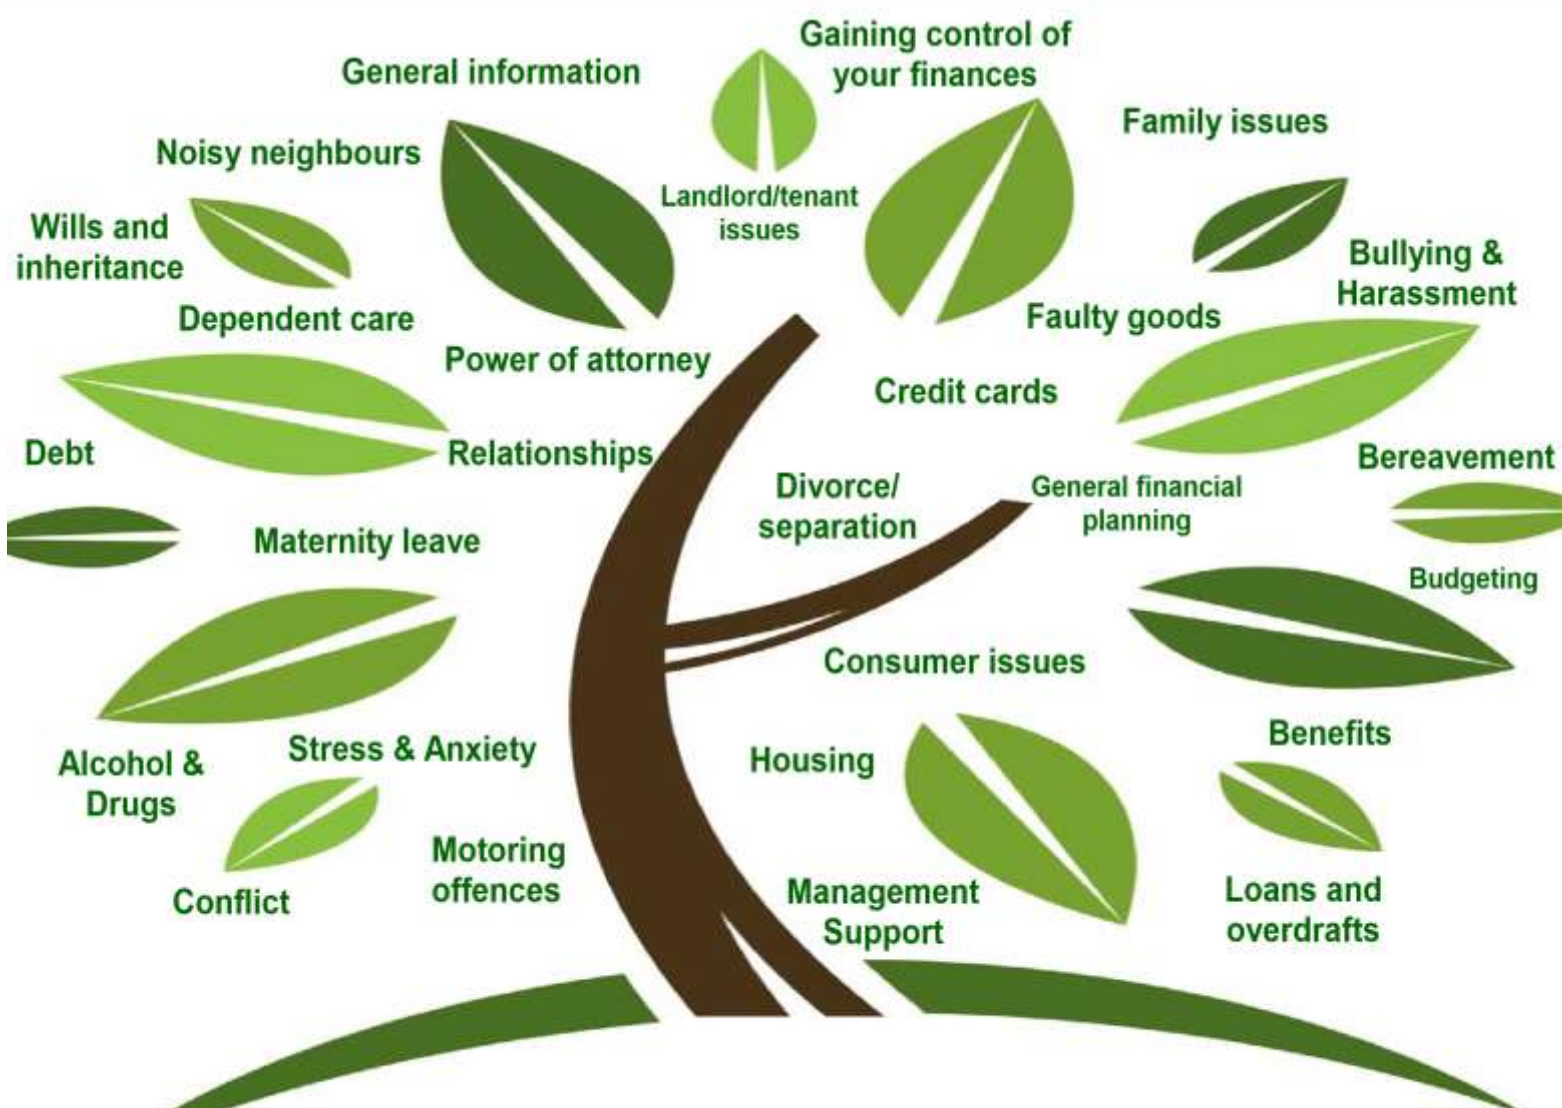 Gaining control of
your finances
General information
Family issues
Noisy neighbours
Landlord/tenant
issues
Wills and
inheritance
Bullying &
Harassment
Dependent care
Faulty goods
Power of attorney
Credit cards
Debt
Relationships
Bereavement
Divorce/
separation
General financial
planning
Maternity leave
Budgeting
Consumer issues
Benefits
Stress & Anxiety
Housing
Alcohol &
Drugs
Motoring
offences
Conflict
Management
Support
Loans and
overdrafts